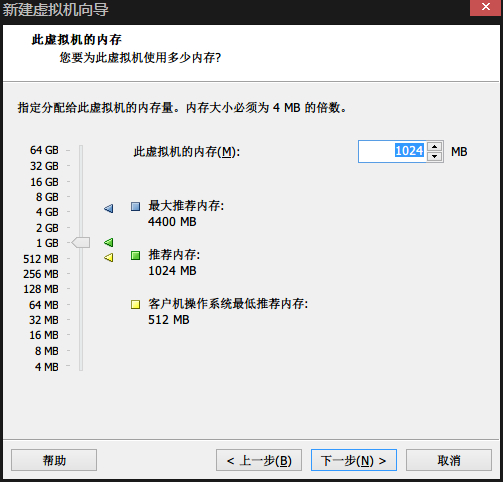 新建虚拟机向导
此虚拟机的内存
您要为此虚拟机使用多少内存?
指定分配给此虚拟机的内存量。内存大小必须为 4 MB 的倍数。
64 GB
32 GB
16 GB
8 GB
4 GB
2 GB
1 GB
512 MB
256 MB
128 MB
64 MB
32 MB
16 MB
8 MB
4 MB
此虚拟机的内存(M): 1024 MB
最大推荐内存:
4400 MB
推荐内存:
1024 MB
客户机操作系统最低推荐内存:
512 MB
帮助 < 上一步(B) 下一步(N) > 取消